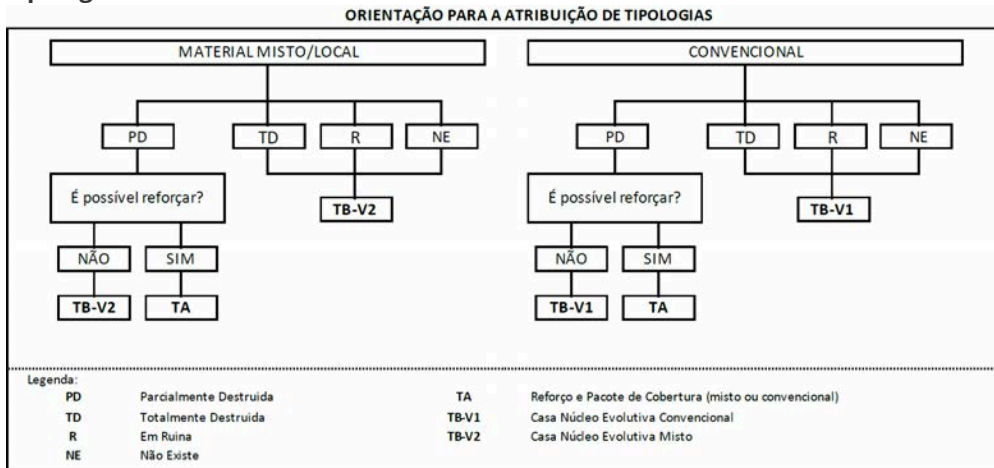 ORIENTAÇÃO PARA A ATRIBUIÇÃO DE TIPOLOGIAS
MATERIAL MISTO/LOCAL
CONVENCIONAL
PD TD R NE
PD TD R NE
É possível reforçar?
TB-V2
É possível reforçar?
TB-V1
NÃO SIM
NÃO SIM
TB-V2 TA
TB-V1 TA
Legenda:
PD Parcialmente Destruida TA Reforço e Pacote de Cobertura (misto ou convencional)
TD Totalmente Destruida TB-V1 Casa Núcleo Evolutiva Convencional
R Em Ruina TB-V2 Casa Núcleo Evolutiva Misto
NE Não Existe